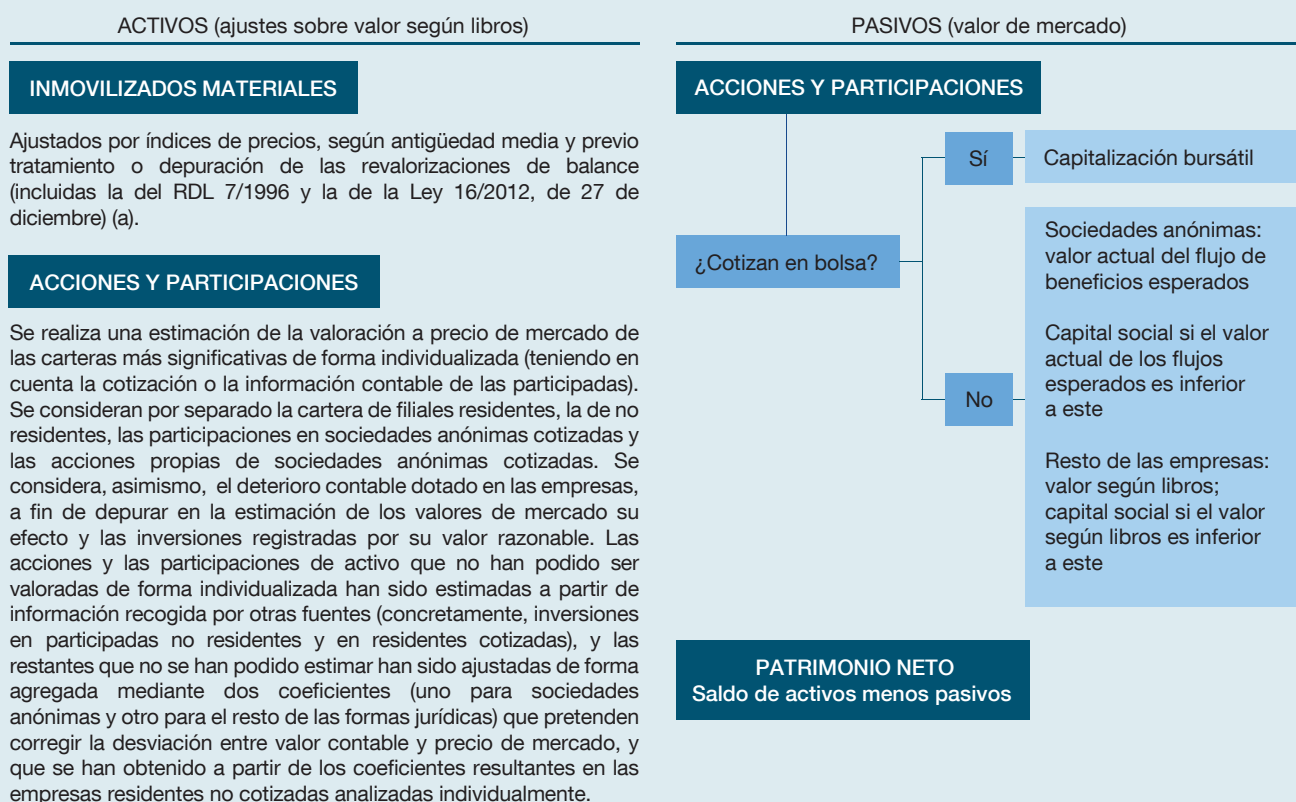 ACTIVOS (ajustes sobre valor según libros)
INMOVILIZADOS MATERIALES
Ajustados por índices de precios, según antigüedad media y previo
tratamiento o depuración de las revalorizaciones de balance
(incluidas la del RDL 7/1996 y la de la Ley 16/2012, de 27 de
diciembre) (a).
ACCIONES Y PARTICIPACIONES
Se realiza una estimación de la valoración a precio de mercado de
las carteras más significativas de forma individualizada (teniendo en
cuenta la cotización o la información contable de las participadas).
Se consideran por separado la cartera de filiales residentes, la de no
residentes, las participaciones en sociedades anónimas cotizadas y
las acciones propias de sociedades anónimas cotizadas. Se
considera, asimismo, el deterioro contable dotado en las empresas,
a fin de depurar en la estimación de los valores de mercado su
efecto y las inversiones registradas por su valor razonable. Las
acciones y las participaciones de activo que no han podido ser
valoradas de forma individualizada han sido estimadas a partir de
información recogida por otras fuentes (concretamente, inversiones
en participadas no residentes y en residentes cotizadas), y las
restantes que no se han podido estimar han sido ajustadas de forma
agregada mediante dos coeficientes (uno para sociedades
anónimas y otro para el resto de las formas jurídicas) que pretenden
corregir la desviación entre valor contable y precio de mercado, y
que se han obtenido a partir de los coeficientes resultantes en las
empresas residentes no cotizadas analizadas individualmente.
PASIVOS (valor de mercado)
ACCIONES Y PARTICIPACIONES
¿Cotizan en bolsa?
Sí
Capitalización bursátil
No
Sociedades anónimas:
valor actual del flujo de
beneficios esperados
Capital social si el valor
actual de los flujos
esperados es inferior
a este
Resto de las empresas:
valor según libros;
capital social si el valor
según libros es inferior
a este
PATRIMONIO NETO
Saldo de activos menos pasivos